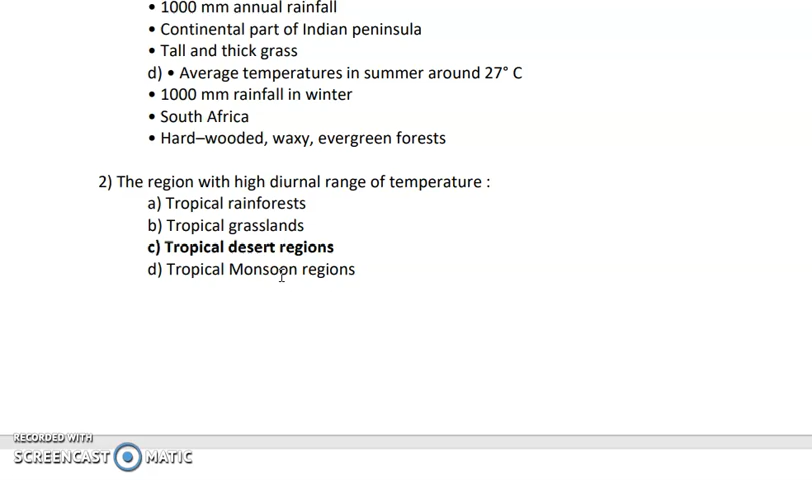 • 1000 mm annual rainfall
• Continental part of Indian peninsula
• Tall and thick grass
d) • Average temperatures in summer around 27° C
• 1000 mm rainfall in winter
• South Africa
• Hard–wooded, waxy, evergreen forests
2) The region with high diurnal range of temperature :
a) Tropical rainforests
b) Tropical grasslands
c) Tropical desert regions
d) Tropical Monsoon regions
RECORDED WITH
SCREENCAST MATIC